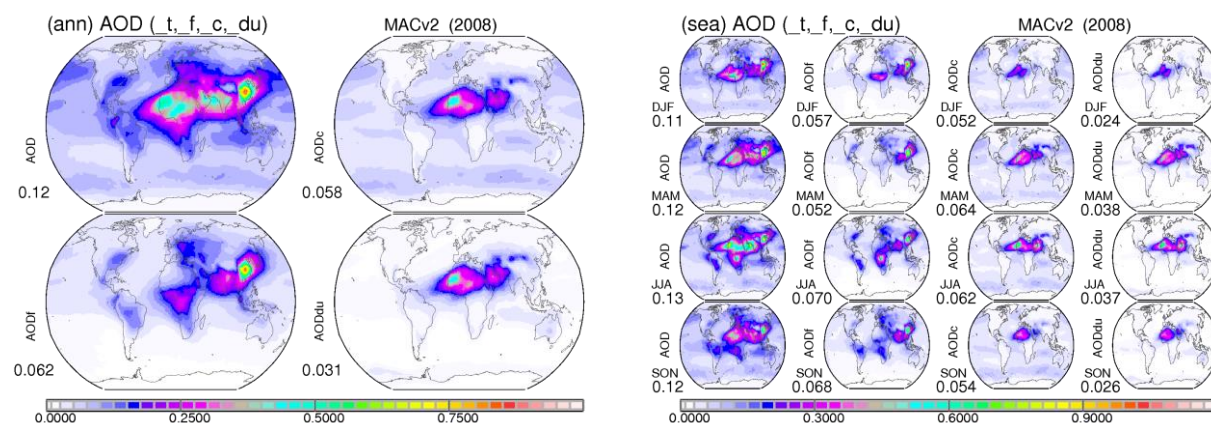 (ann) AOD (_t,_f,_c,_du)
MACv2 (2008)
AOD
0.12
AODc
0.058
AODf
0.062
AODdu
0.031
0.0000 0.2500 0.5000 0.7500
(sea) AOD (_t,_f,_c,_du)
MACv2 (2008)
AOD
DJF
0.11
AODf
DJF
0.057
AODc
DJF
0.052
AODdu
DJF
0.024
AOD
MAM
0.12
AODf
MAM
0.052
AODc
MAM
0.064
AODdu
MAM
0.038
AOD
JJA
0.13
AODf
JJA
0.070
AODc
JJA
0.062
AODdu
JJA
0.037
AOD
SON
0.12
AODf
SON
0.068
AODc
SON
0.054
AODdu
SON
0.026
0.0000 0.3000 0.6000 0.9000